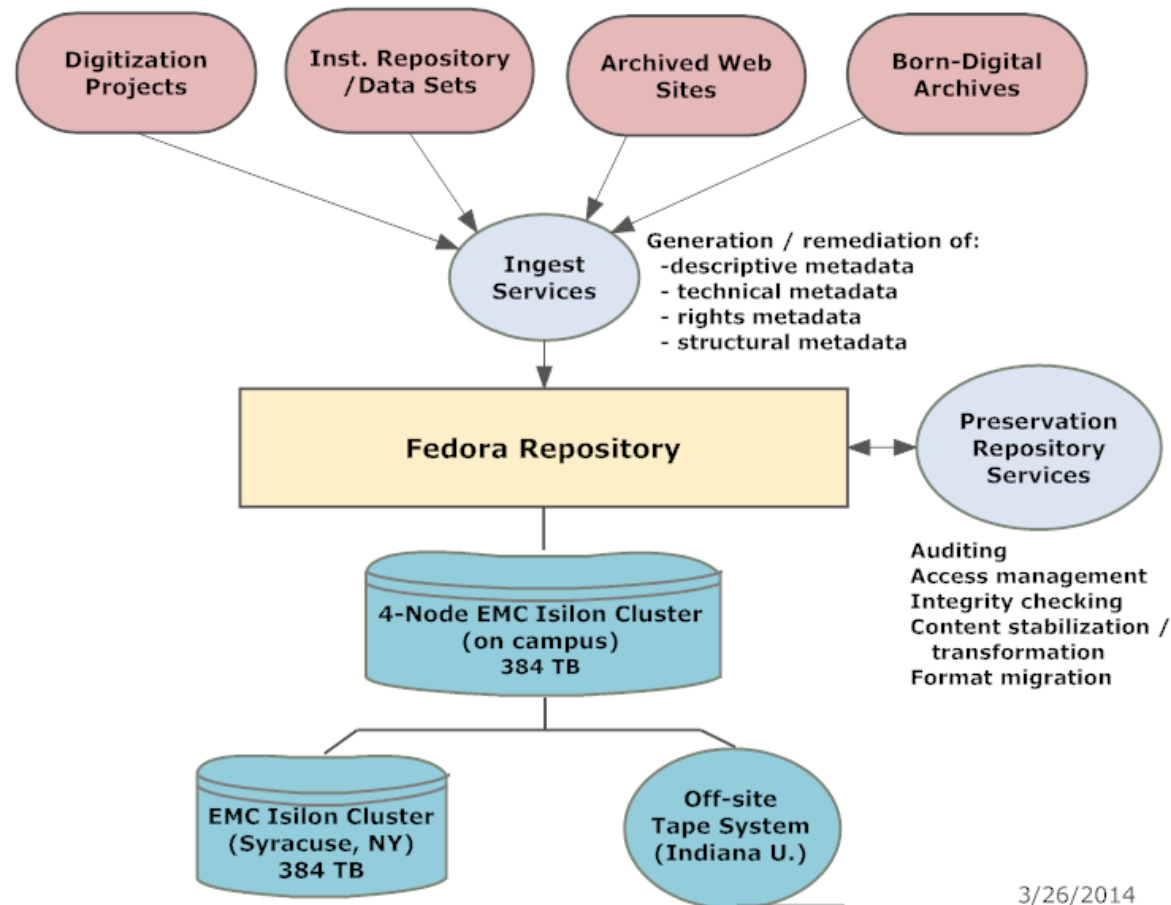 Digitization
Projects
Inst. Repository
/Data Sets
Archived Web
Sites
Born-Digital
Archives
Ingest
Services
Generation / remediation of:
-descriptive metadata
- technical metadata
- rights metadata
- structural metadata
Fedora Repository
Preservation
Repository
Services
Auditing
Access management
Integrity checking
Content stabilization /
transformation
Format migration
4-Node EMC Isilon Cluster
(on campus)
384 TB
EMC Isilon Cluster
(Syracuse, NY)
384 TB
Off-site
Tape System
(Indiana U.)
3/26/2014